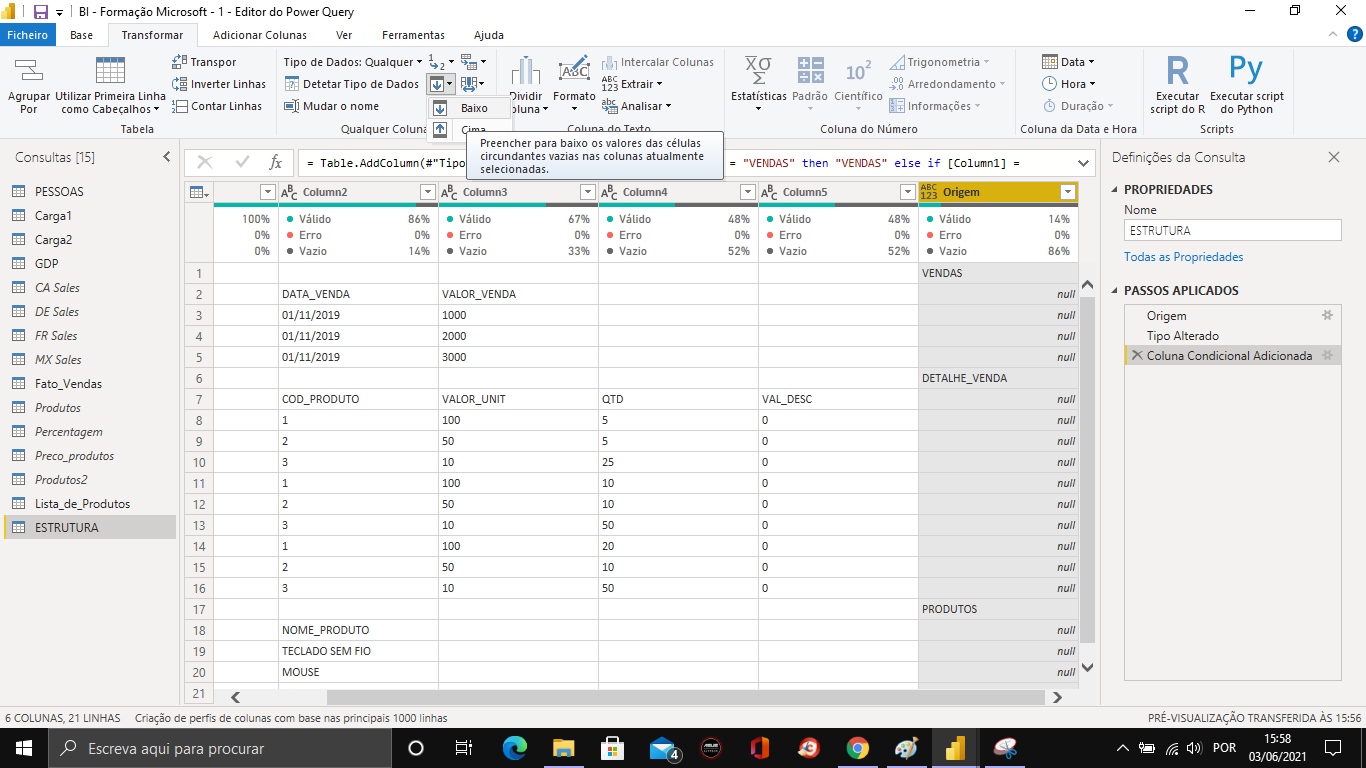 BI - Formação Microsoft - 1 - Editor do Power Query
Ficheiro Base Transformar Adicionar Colunas Ver Ferramentas Ajuda
Agrupar
Por
Utilizar Primeira Linha
como Cabeçalhos
Transpor
Inverter Linhas
Contar Linhas
Tabela
Tipo de Dados: Qualquer
Detetar Tipo de Dados
Mudar o nome
Qualquer Coluna
Baixo
Cima
Dividir
oluna
Formato
ABC
Intercalar Colunas
Extrair
Analisar
Coluna do Texto
Estatísticas
Padrão
10²
Científico
Trigonometria
Arredondamento
Informações
Coluna do Número
Data
Hora
Duração
Coluna da Data e Hora
R
Executar
script do R
Py
Executar script
do Python
Scripts
Preencher para baixo os valores das células
circundantes vazias nas colunas atualmente
selecionadas.
Consultas [15]
PESSOAS
Carga1
Carga2
GDP
CA Sales
DE Sales
FR Sales
MX Sales
Fato_Vendas
Produtos
Percentagem
Preco_produtos
Produtos2
Lista_de_Produtos
ESTRUTURA
fx
= Table.AddColumn(#"Tipo = "VENDAS" then "VENDAS" else if [Column1] =
Column2 Column3 Column4 Column5 Origem
100% Válido 86% Válido 67% Válido 48% Válido 48% Válido 14%
0% Erro 0% Erro 0% Erro 0% Erro 0% Erro 0%
0% Vazio 14% Vazio 33% Vazio 52% Vazio 52% Vazio 86%
1 VENDAS
2 DATA_VENDA VALOR_VENDA null
3 01/11/2019 1000 null
4 01/11/2019 2000 null
5 01/11/2019 3000 null
6 DETALHE_VENDA
7 COD_PRODUTO VALOR_UNIT QTD VAL_DESC null
8 1 100 5 0 null
9 2 50 5 0 null
10 3 10 25 0 null
11 1 100 10 0 null
12 2 50 10 0 null
13 3 10 50 0 null
14 1 100 20 0 null
15 2 50 10 0 null
16 3 10 50 0 null
17 PRODUTOS
18 NOME_PRODUTO null
19 TECLADO SEM FIO null
20 MOUSE null
21
Definições da Consulta
PROPRIEDADES
Nome
ESTRUTURA
Todas as Propriedades
PASSOS APLICADOS
Origem
Tipo Alterado
Coluna Condicional Adicionada
6 COLUNAS, 21 LINHAS Criação de perfis de colunas com base nas principais 1000 linhas PRÉ-VISUALIZAÇÃO TRANSFERIDA ÀS 15:56
Escreva aqui para procurar
4
POR
15:58
03/06/2021